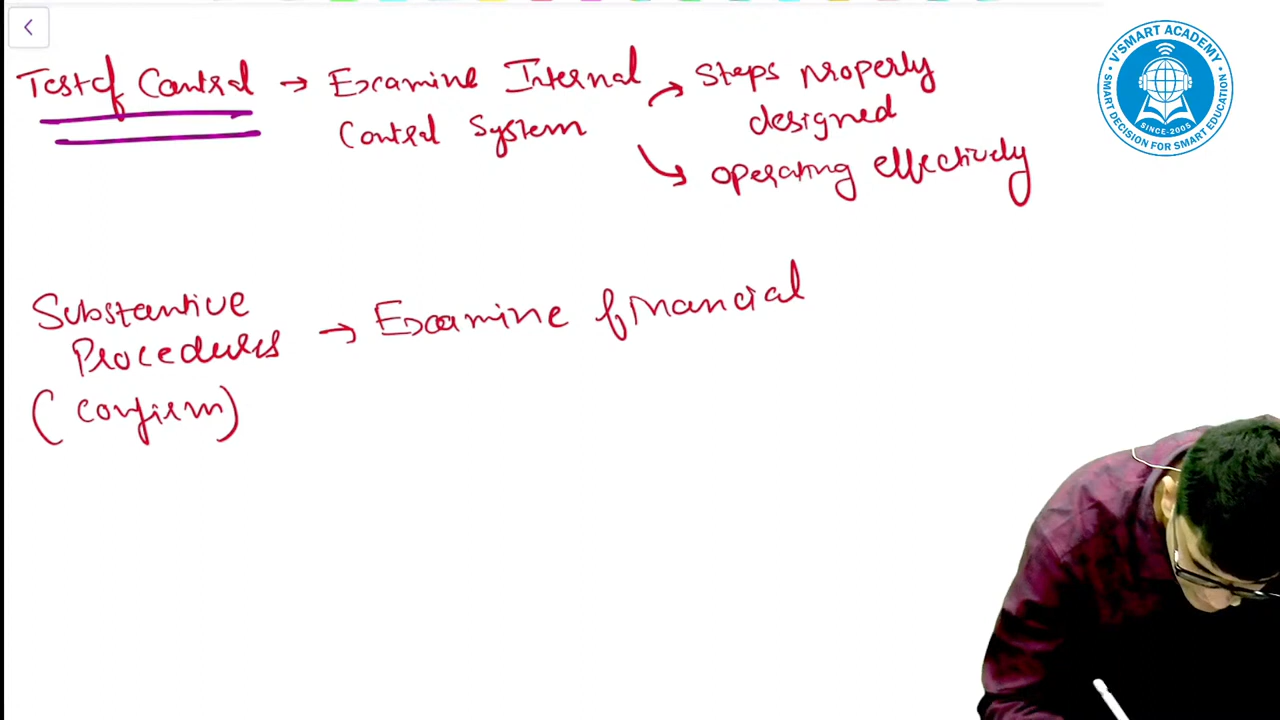 Test of Control → Examine Internal
Control System
Steps properly
designed
operating effectively
Substantive
Procedures → Examine financial
(Confirm)
V'SMART ACADEMY
SINCE-2005
SMART DECISION FOR SMART EDUCATION